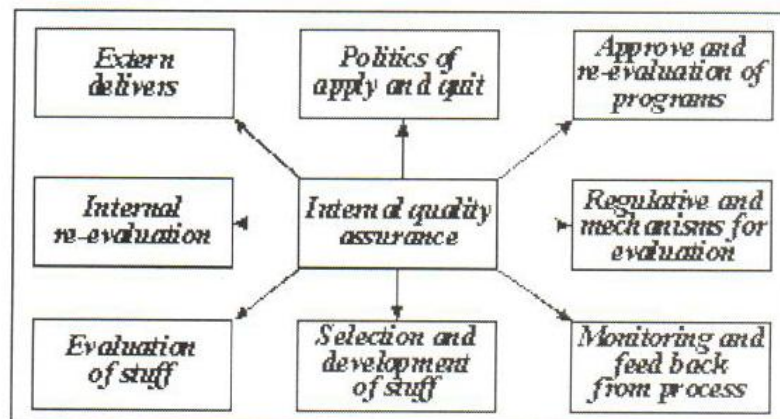 Extern
delivers
Politics of
apply and quit
Approve and
re-evaluation of
programs
Internal
re-evaluation
Internal quality
assurance
Regulative and
mechanisms for
evaluation
Evaluation
of stuff
Selection and
development
of stuff
Monitoring and
feed back
from process